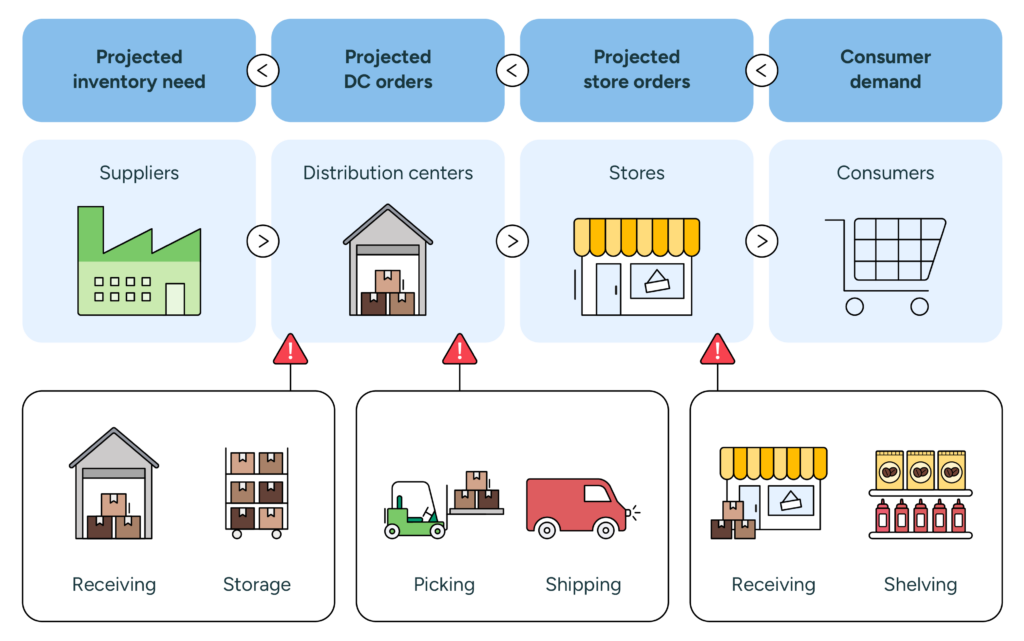 Projected
inventory need
Projected
DC orders
Projected
store orders
Consumer
demand
Suppliers
Distribution centers
Stores
Consumers
Receiving
Storage
Picking
Shipping
Receiving
Shelving